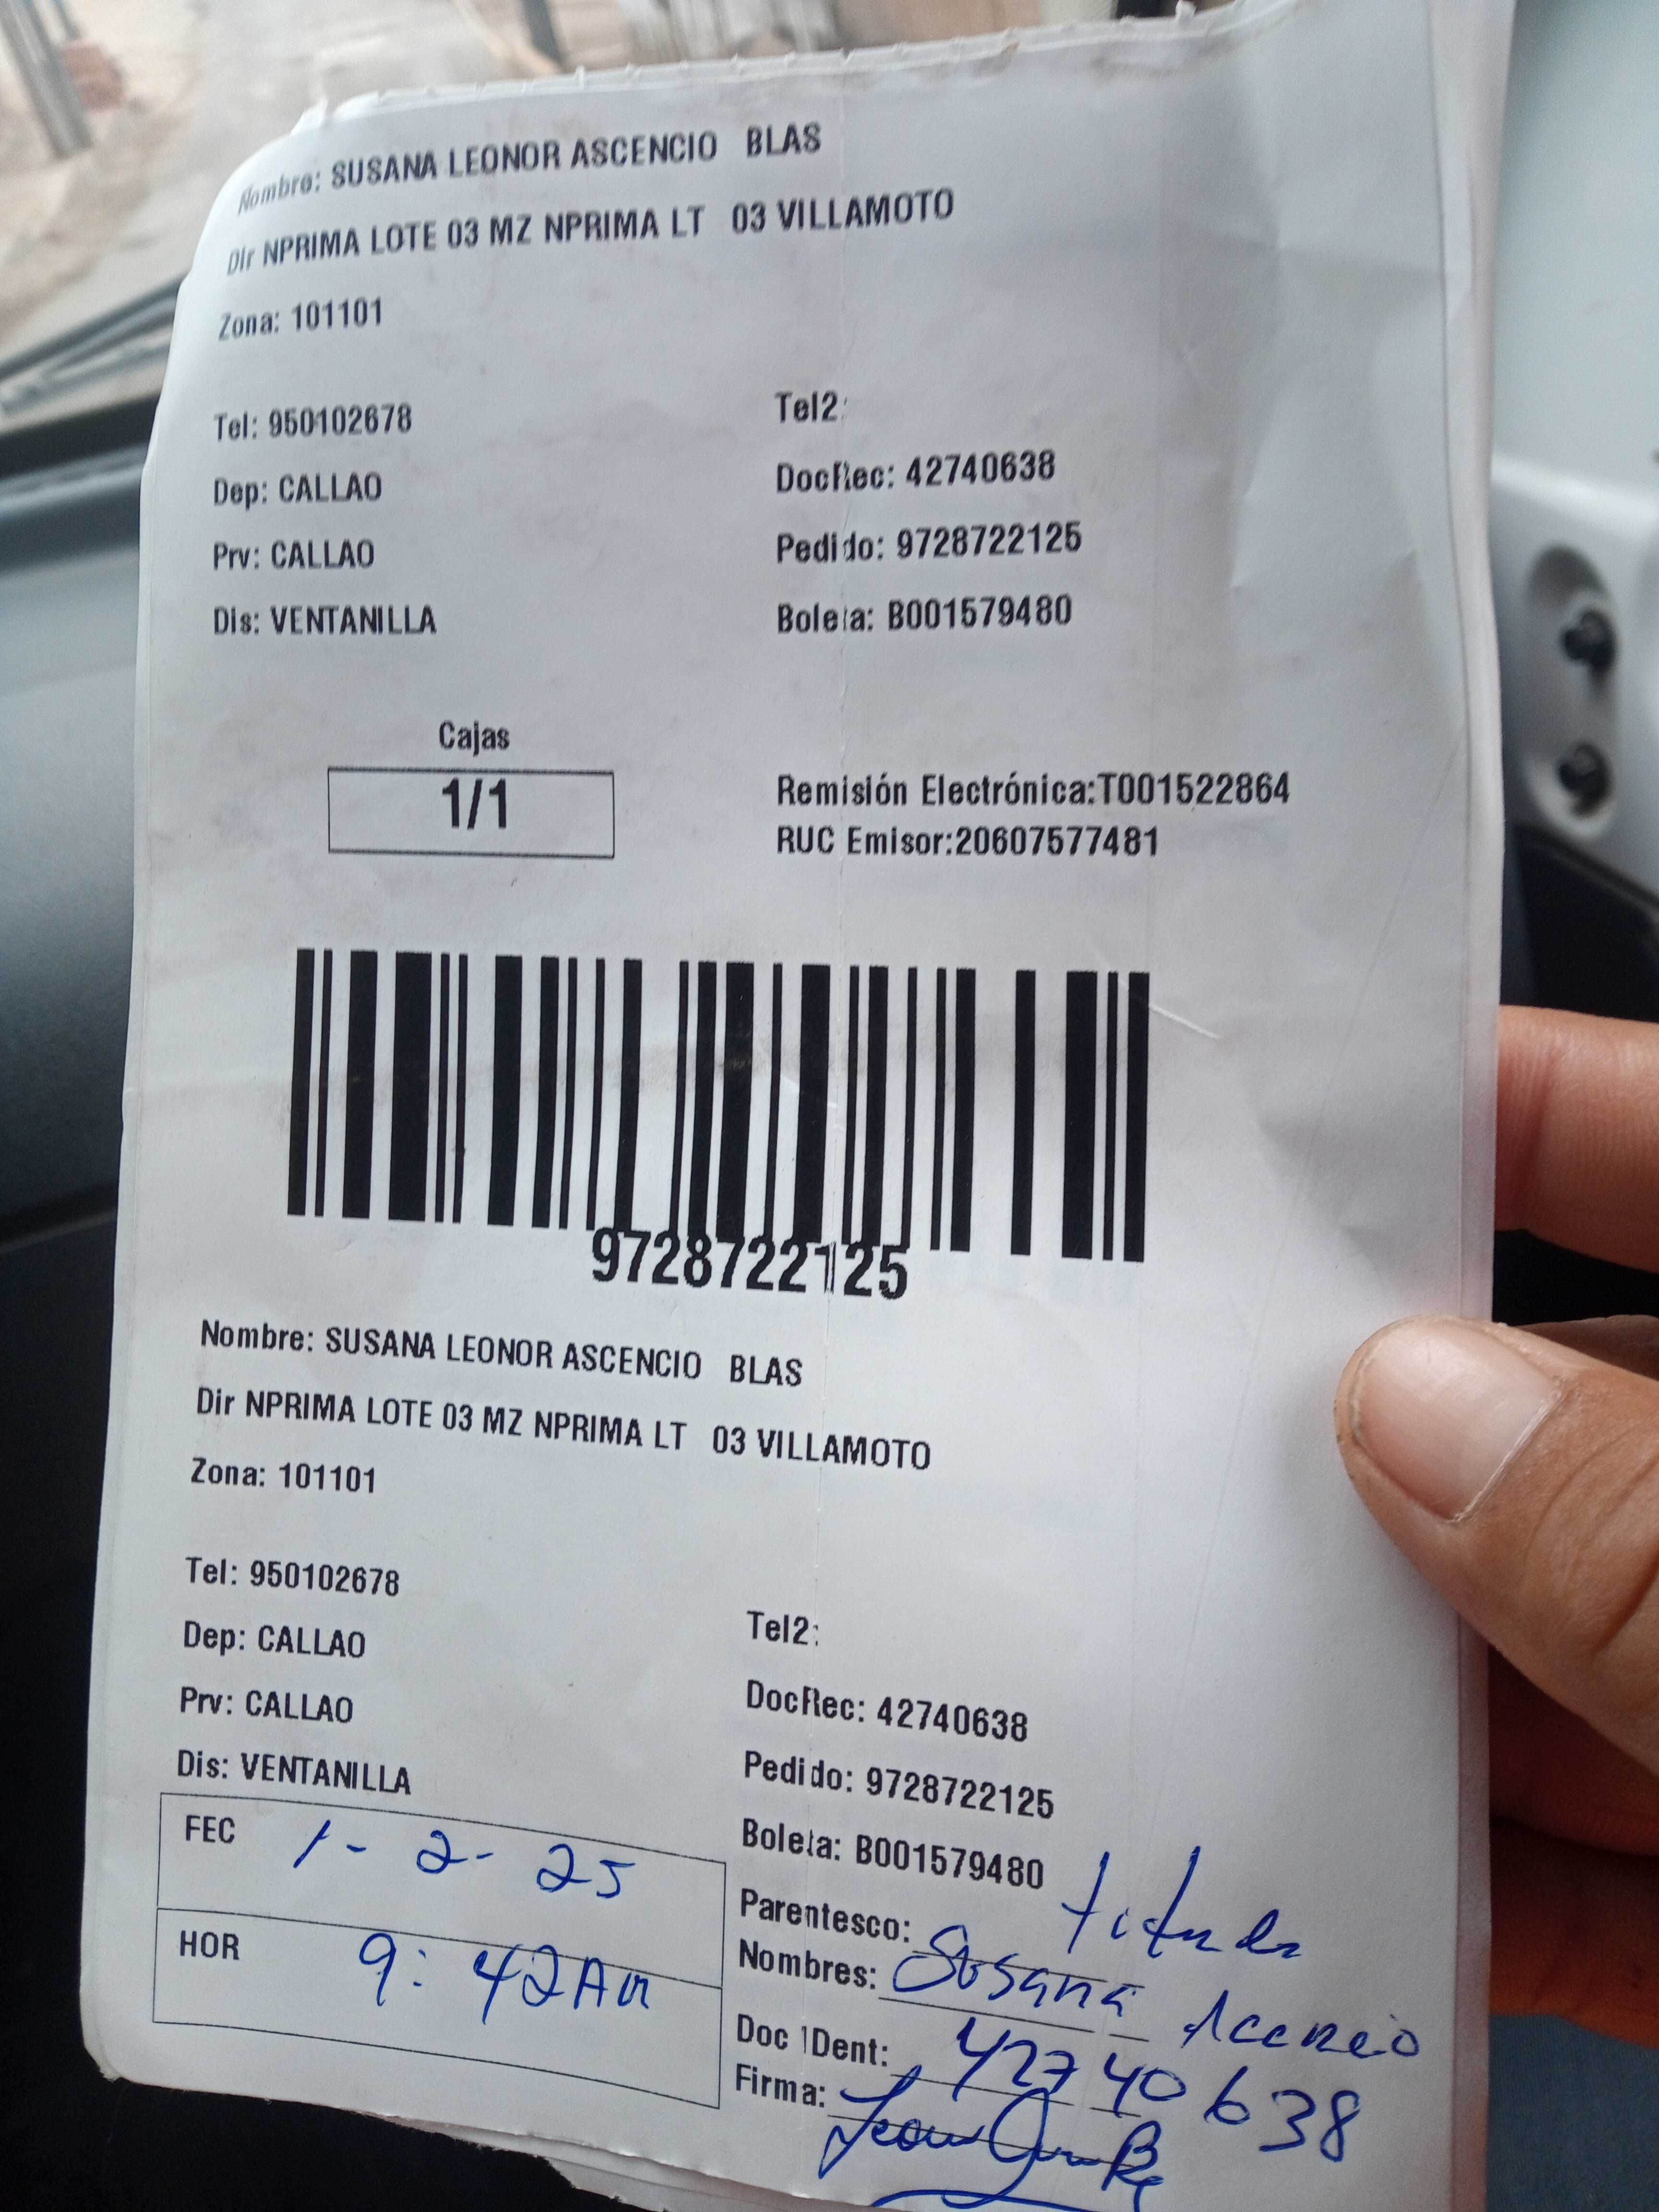 Nombre: SUSANA LEONOR ASCENCIO BLAS
Dir NPRIMA LOTE 03 MZ NPRIMA LT 03 VILLAMOTO
Zona: 101101
Tel: 950102678 Tel2:
Dep: CALLAO DocRec: 42740638
Prv: CALLAO Pedido: 9728722125
Dis: VENTANILLA Boleta: B001579480
Cajas
1/1
Remisión Electrónica:T001522864
RUC Emisor:20607577481
9728722125
Nombre: SUSANA LEONOR ASCENCIO BLAS
Dir NPRIMA LOTE 03 MZ NPRIMA LT 03 VILLAMOTO
Zona: 101101
Tel: 950102678 Tel2:
Dep: CALLAO DocRec: 42740638
Prv: CALLAO Pedido: 9728722125
Dis: VENTANILLA Boleta: B001579480
FEC 1-2-25
HOR 9:42AM
Parentesco:
Nombres: Susana
Doc IDent: 42740638
Firma: